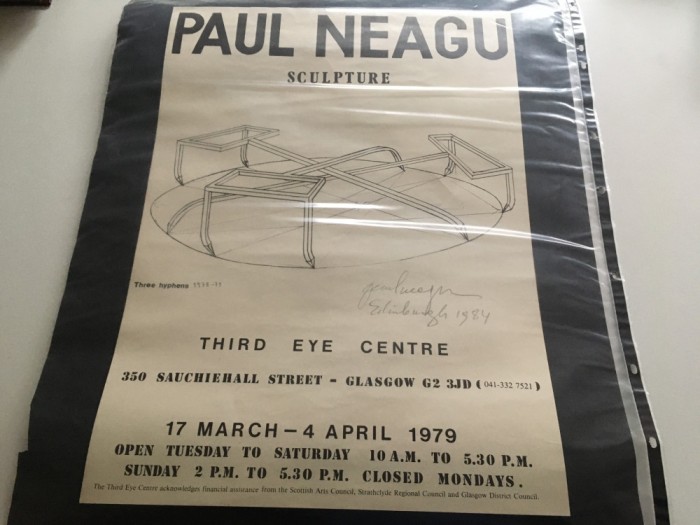 PAUL NEAGU
SCULPTURE
Three hyphens
Edinburgh 1984
THIRD EYE CENTRE
350 SAUCHIEHALL STREET - GLASGOW G2 3JD (041-332 7521)
17 MARCH - 4 APRIL 1979
OPEN TUESDAY TO SATURDAY 10 A.M. TO 5.30 P.M.
SUNDAY 2 P.M. TO 5.30 P.M. CLOSED MONDAYS.
The Third Eye Centre acknowledges financial assistance from the Scottish Arts Council, Strathclyde Regional Council and Glasgow District Council.